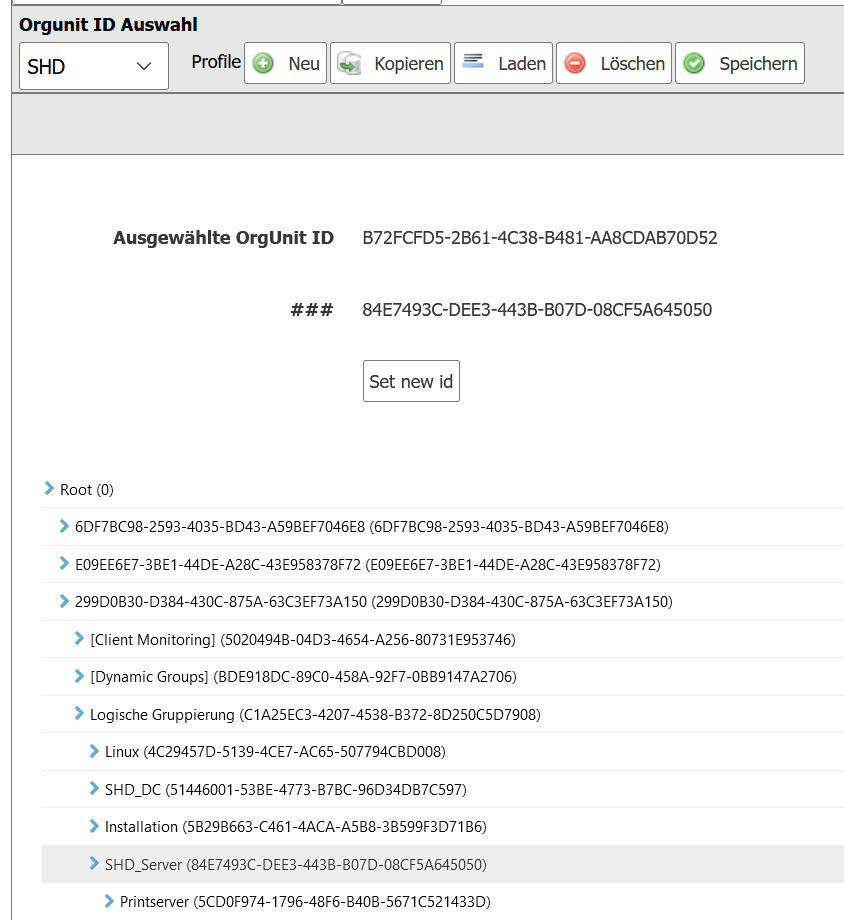 Orgunit ID Auswahl
SHD Profile Neu Kopieren Laden Löschen Speichern
Ausgewählte OrgUnit ID B72FCFD5-2B61-4C38-B481-AA8CDAB70D52
### 84E7493C-DEE3-443B-B07D-08CF5A645050
Set new id
Root (0)
6DF7BC98-2593-4035-BD43-A59BEF7046E8 (6DF7BC98-2593-4035-BD43-A59BEF7046E8)
E09EE6E7-3BE1-44DE-A28C-43E958378F72 (E09EE6E7-3BE1-44DE-A28C-43E958378F72)
299D0B30-D384-430C-875A-63C3EF73A150 (299D0B30-D384-430C-875A-63C3EF73A150)
[Client Monitoring] (5020494B-04D3-4654-A256-80731E953746)
[Dynamic Groups] (BDE918DC-89C0-458A-92F7-0BB9147A2706)
Logische Gruppierung (C1A25EC3-4207-4538-B372-8D250C5D7908)
Linux (4C29457D-5139-4CE7-AC65-507794CBD008)
SHD_DC (51446001-53BE-4773-B7BC-96D34DB7C597)
Installation (5B29B663-C461-4ACA-A5B8-3B599F3D71B6)
SHD_Server (84E7493C-DEE3-443B-B07D-08CF5A645050)
Printserver (5CD0F974-1796-48F6-B40B-5671C521433D)